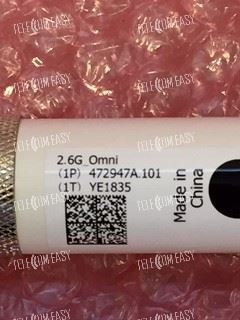 TELECOM EASY
2.6G_Omni
(1P) 472947A.101
(1T) YE1835
Made in
China